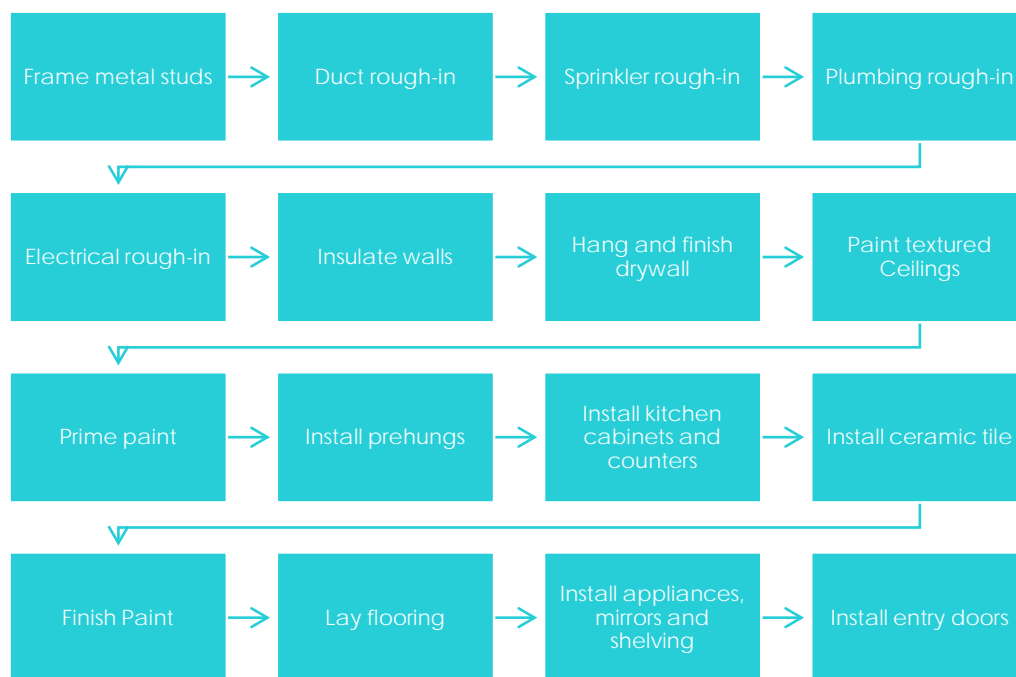 Frame metal studs
Duct rough-in
Sprinkler rough-in
Plumbing rough-in
Electrical rough-in
Insulate walls
Hang and finish
drywall
Paint textured
Ceilings
Prime paint
Install prehungs
Install kitchen
cabinets and
counters
Install ceramic tile
Finish Paint
Lay flooring
Install appliances,
mirrors and
shelving
Install entry doors